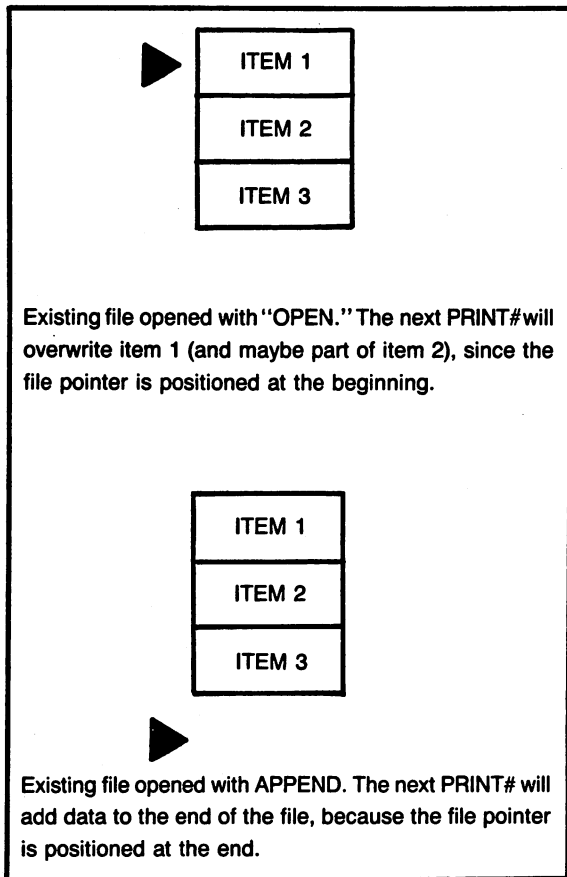 ITEM 1
ITEM 2
ITEM 3
Existing file opened with "OPEN." The next PRINT# will
overwrite item 1 (and maybe part of item 2), since the
file pointer is positioned at the beginning.
ITEM 1
ITEM 2
ITEM 3
Existing file opened with APPEND. The next PRINT# will
add data to the end of the file, because the file pointer
is positioned at the end.